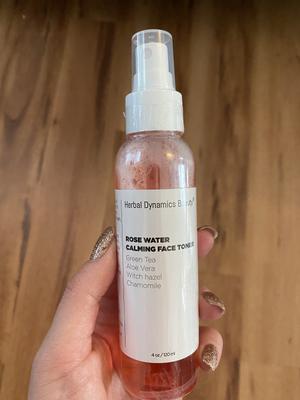 Herbal Dynamics Beauty®
ROSE WATER
CALMING FACE TONER
Green Tea
Aloe Vera
Witch hazel
Chamomile
4 oz / 120 ml